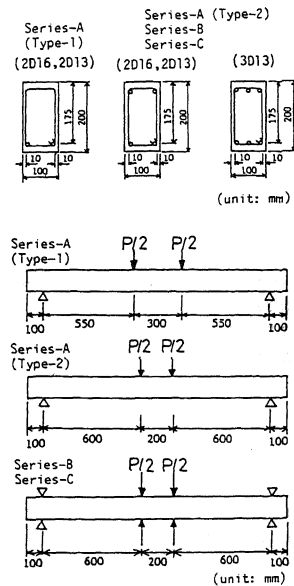 Series-A
(Type-1)
(2D16,2D13)
Series-A (Type-2)
Series-B
Series-C
(2D16,2D13)
(3D13)
175
200
10
10
100
175
200
10
10
100
175
200
10
10
100
(unit: mm)
Series-A
(Type-1)
P/2
P/2
100
550
300
550
100
Series-A
(Type-2)
P/2
P/2
100
600
200
600
100
Series-B
Series-C
P/2
P/2
100
600
200
600
100
(unit: mm)